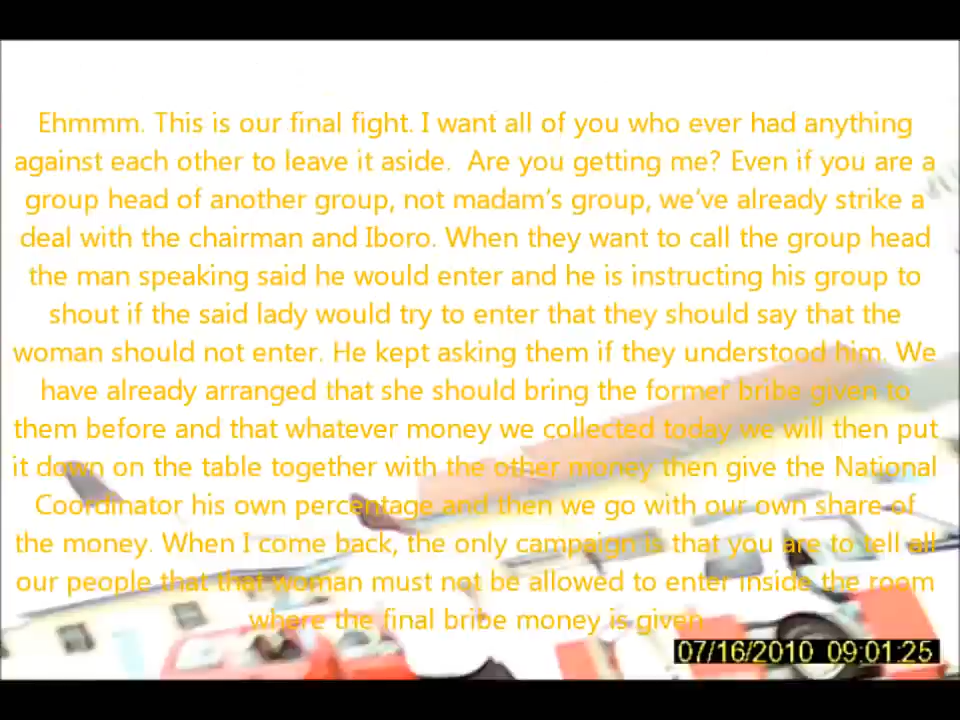 Ehmmm. This is our final fight. I want all of you who ever had anything
against each other to leave it aside.  Are you getting me? Even if you are a
group head of another group, not madam's group, we've already strike a
deal with the chairman and Iboro. When they want to call the group head
the man speaking said he would enter and he is instructing his group to
shout if the said lady would try to enter that they should say that the
woman should not enter. He kept asking them if they understood him. We
have already arranged that she should bring the former bribe given to
them before and that whatever money we collected today we will then put
it down on the table together with the other money then give the National
Coordinator his own percentage and then we go with our own share of
the money. When I come back, the only campaign is that you are to tell all
our people that that woman must not be allowed to enter inside the room
where the final bribe money is given
07/16/2010 09:01:25